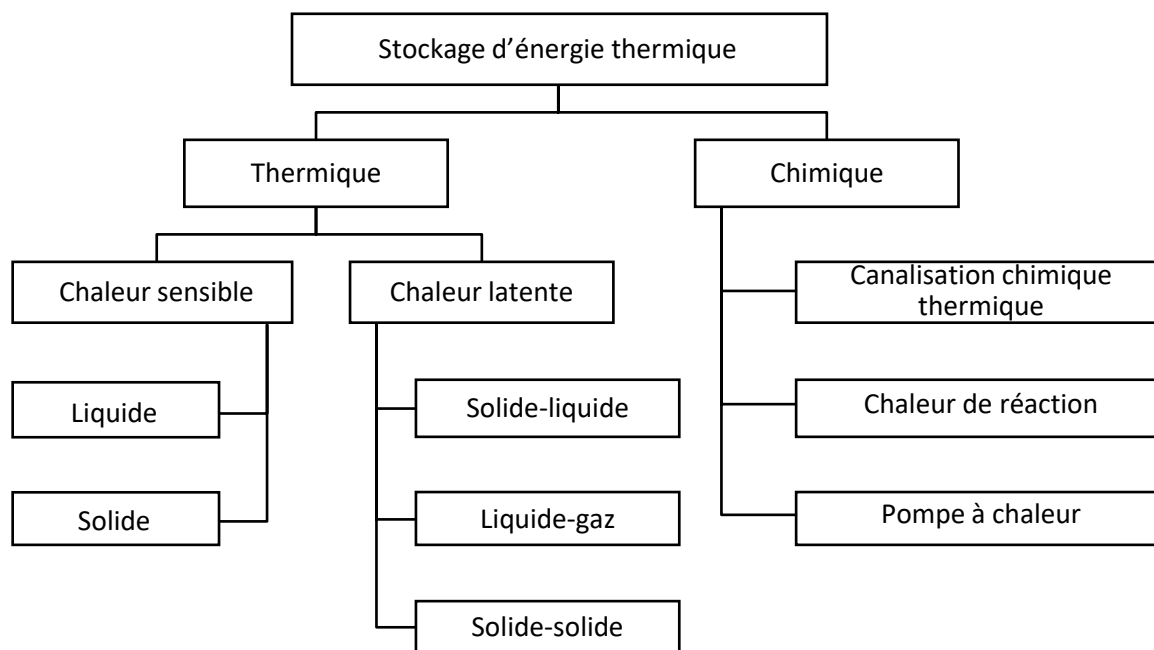 Stockage d’énergie thermique
Thermique
Chimique
Chaleur sensible
Chaleur latente
Canalisation chimique
thermique
Liquide
Solide-liquide
Chaleur de réaction
Solide
Liquide-gaz
Pompe à chaleur
Solide-solide